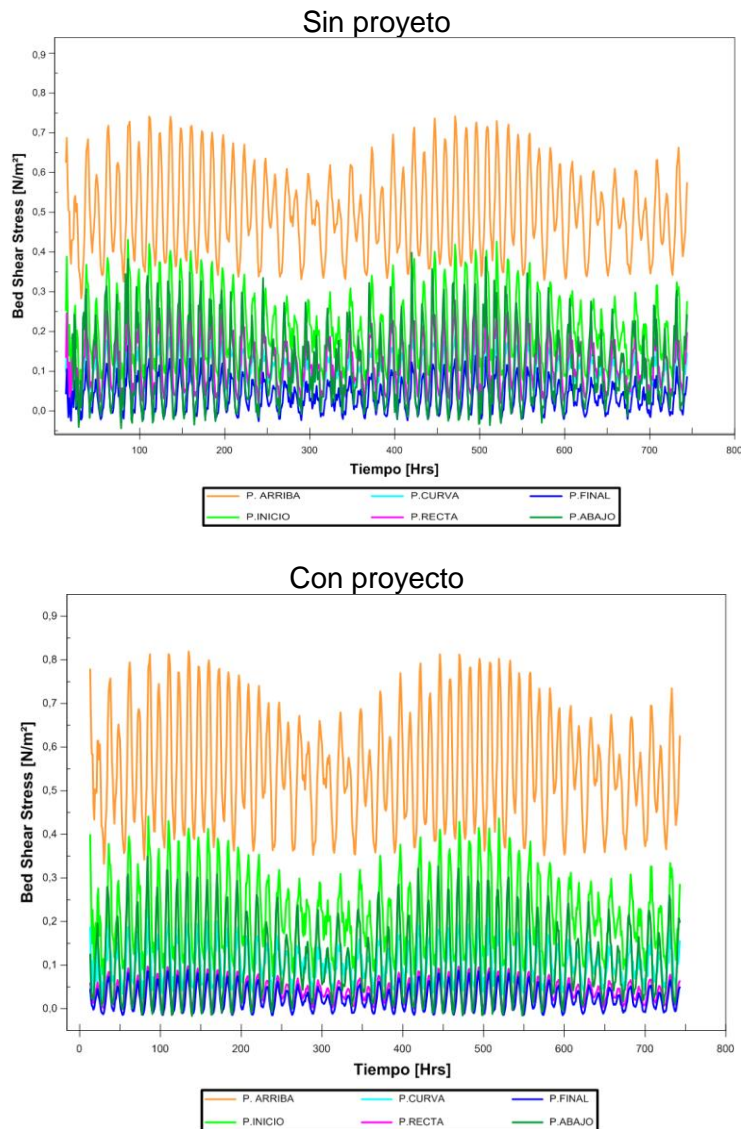 Sin proyeto
0,9
0,8
0,7
0,6
0,5
0,4
0,3
0,2
0,1
0,0
Bed Shear Stress [N/m²]
100 200 300 400 500 600 700 800
Tiempo [Hrs]
P. ARRIBA P.CURVA P.FINAL
P.INICIO P.RECTA P.ABAJO
Con proyecto
0,9
0,8
0,7
0,6
0,5
0,4
0,3
0,2
0,1
0,0
Bed Shear Stress [N/m²]
0 100 200 300 400 500 600 700 800
Tiempo [Hrs]
P. ARRIBA P.CURVA P.FINAL
P.INICIO P.RECTA P.ABAJO